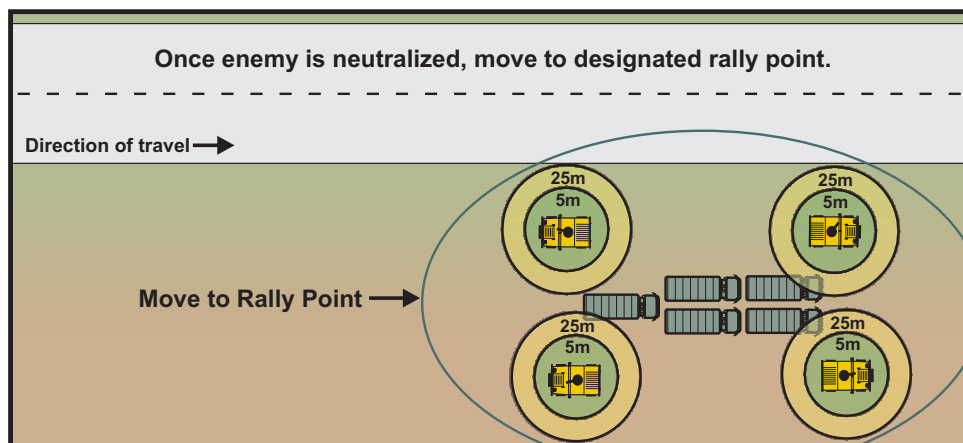 Once enemy is neutralized, move to designated rally point.
Direction of travel
25m
5m
25m
5m
Move to Rally Point
25m
5m
25m
5m